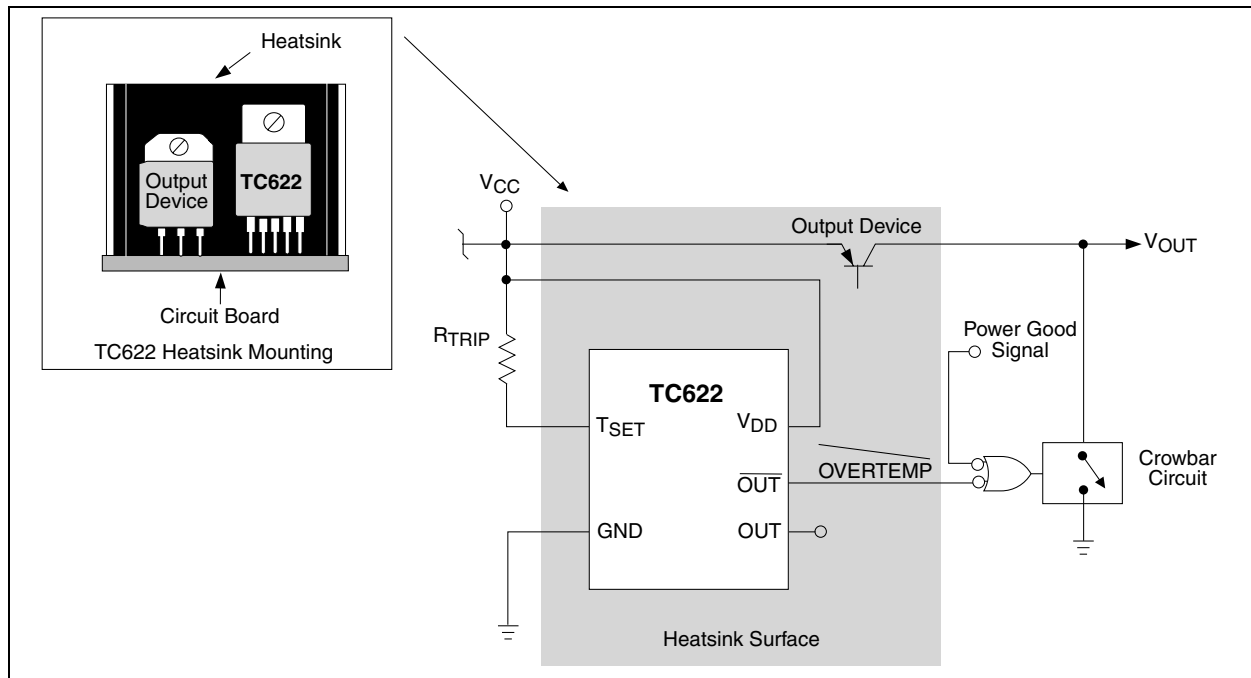 Heatsink
Output
Device
TC622
Circuit Board
TC622 Heatsink Mounting
VCC
Output Device
VOUT
RTRIP
Power Good
Signal
TC622
TSET
VDD
OVERTEMP
OUT
GND
OUT
Crowbar
Circuit
Heatsink Surface